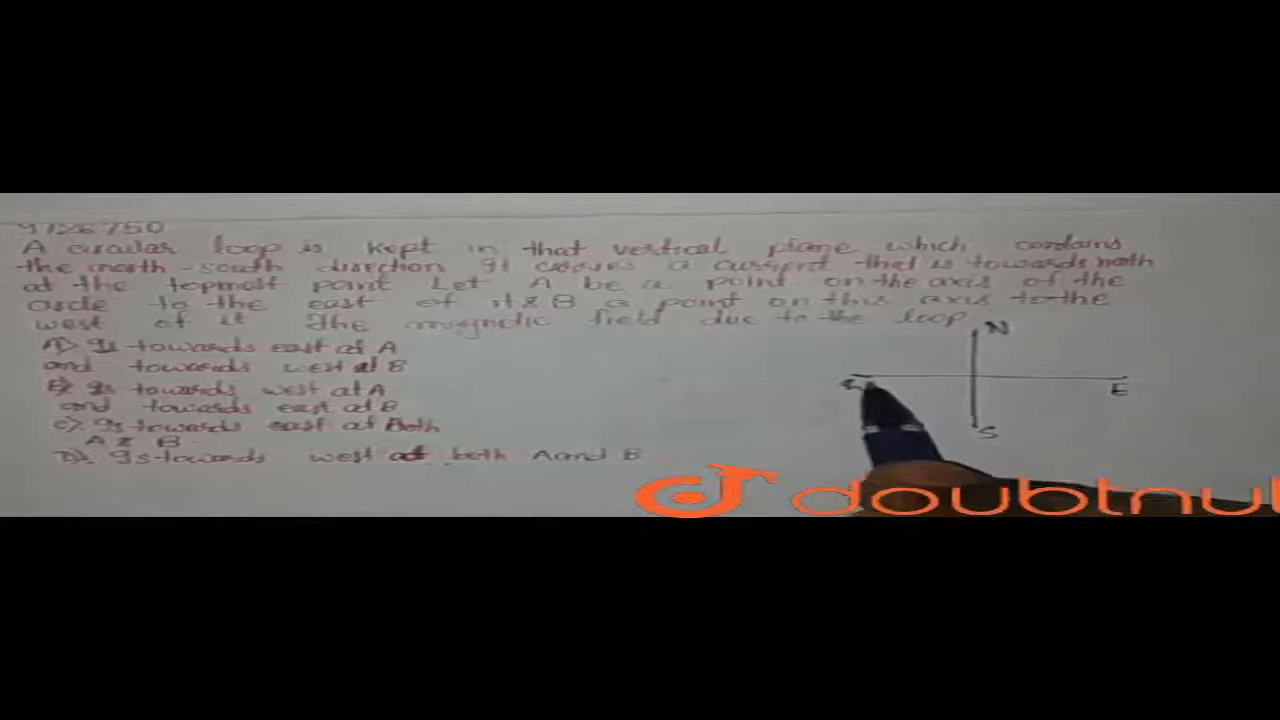 9726750
A circular loop is kept in that vertical plane which contains
the north-south direction It carries a current that is towards north
at the topmost point Let A be a point on the axis of the
circle to the east of it & B a point on this axis to the
west of it The magnetic field due to the loop
A) Is towards east at A
and towards west at B
B) Is towards west at A
and towards east at B
C) Is towards east at Both
A & B
D) Is towards west at both A and B
N
E
S
doubtnut